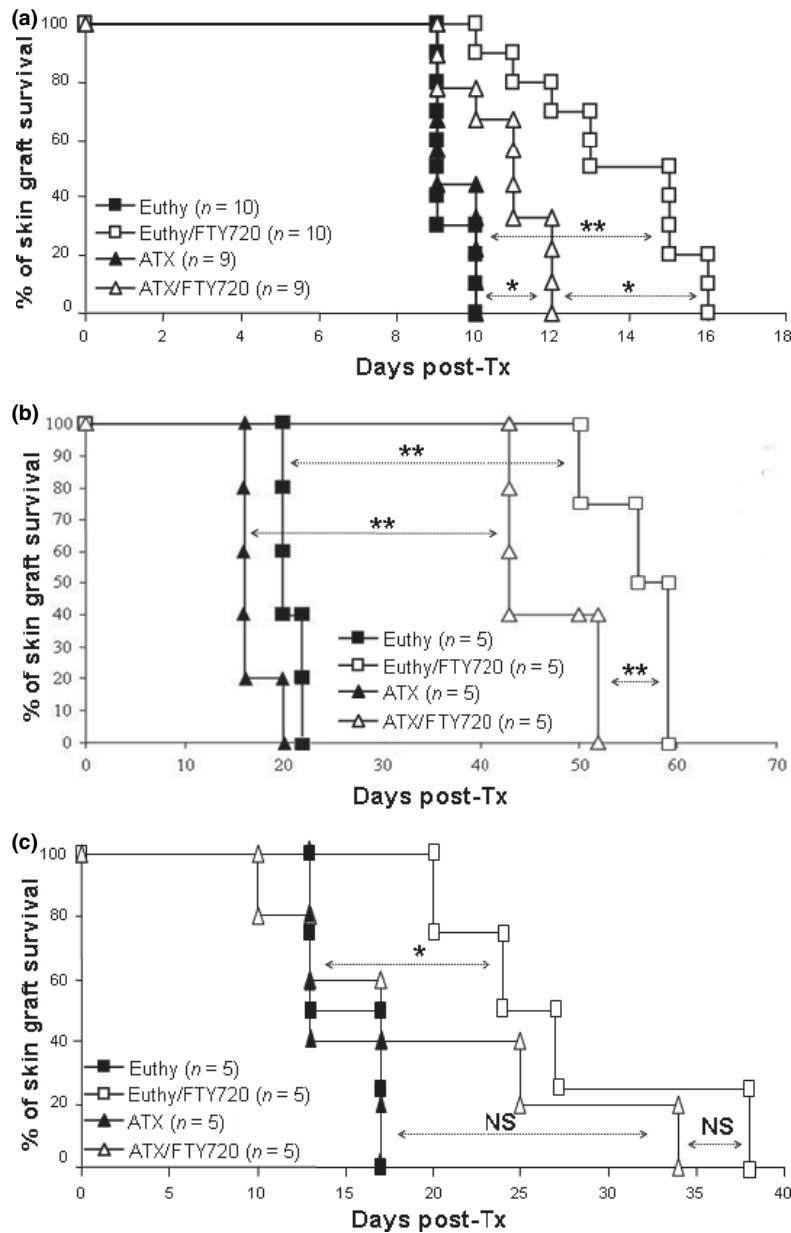 (a)
% of skin graft survival
100
80
60
40
20
0
Euthy (n = 10)
Euthy/FTY720 (n = 10)
ATX (n = 9)
ATX/FTY720 (n = 9)
**
*
*
0 2 4 6 8 10 12 14 16 18
Days post-Tx
(b)
% of skin graft survival
100
90
80
70
60
50
40
30
20
10
0
**
**
Euthy (n = 5)
Euthy/FTY720 (n = 5)
ATX (n = 5)
ATX/FTY720 (n = 5)
**
0 10 20 30 40 50 60 70
Days post-Tx
(c)
% of skin graft survival
100
80
60
40
20
0
*
Euthy (n = 5)
Euthy/FTY720 (n = 5)
ATX (n = 5)
ATX/FTY720 (n = 5)
NS
NS
0 5 10 15 20 25 30 35 40
Days post-Tx